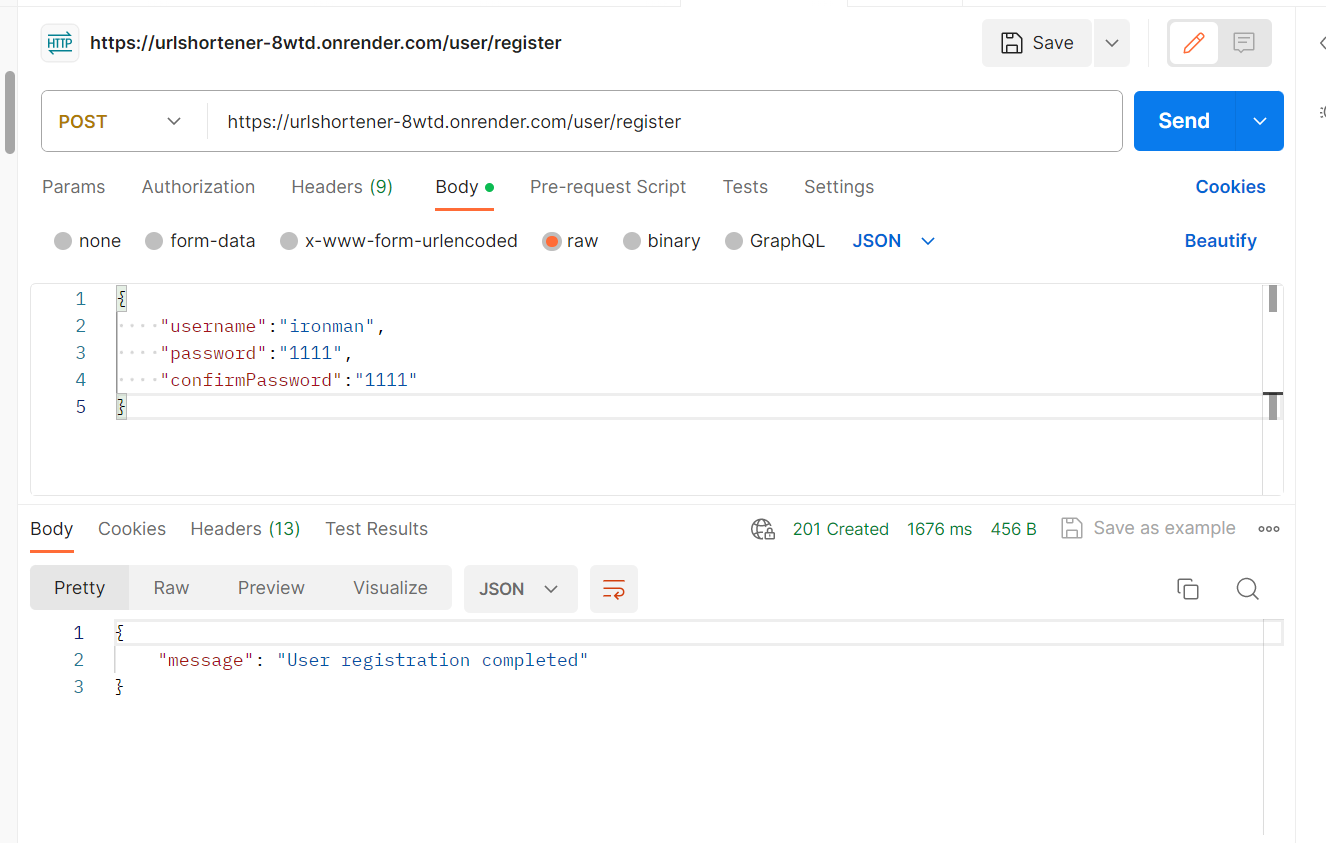 HTTP https://urlshortener-8wtd.onrender.com/user/register Save
POST https://urlshortener-8wtd.onrender.com/user/register Send
Params Authorization Headers (9) Body Pre-request Script Tests Settings Cookies
none form-data x-www-form-urlencoded raw binary GraphQL JSON Beautify
1 {
2 ····"username":"ironman",
3 ····"password":"1111",
4 ····"confirmPassword":"1111"
5 }
Body Cookies Headers (13) Test Results 201 Created 1676 ms 456 B Save as example
Pretty Raw Preview Visualize JSON
1 {
2 "message": "User registration completed"
3 }